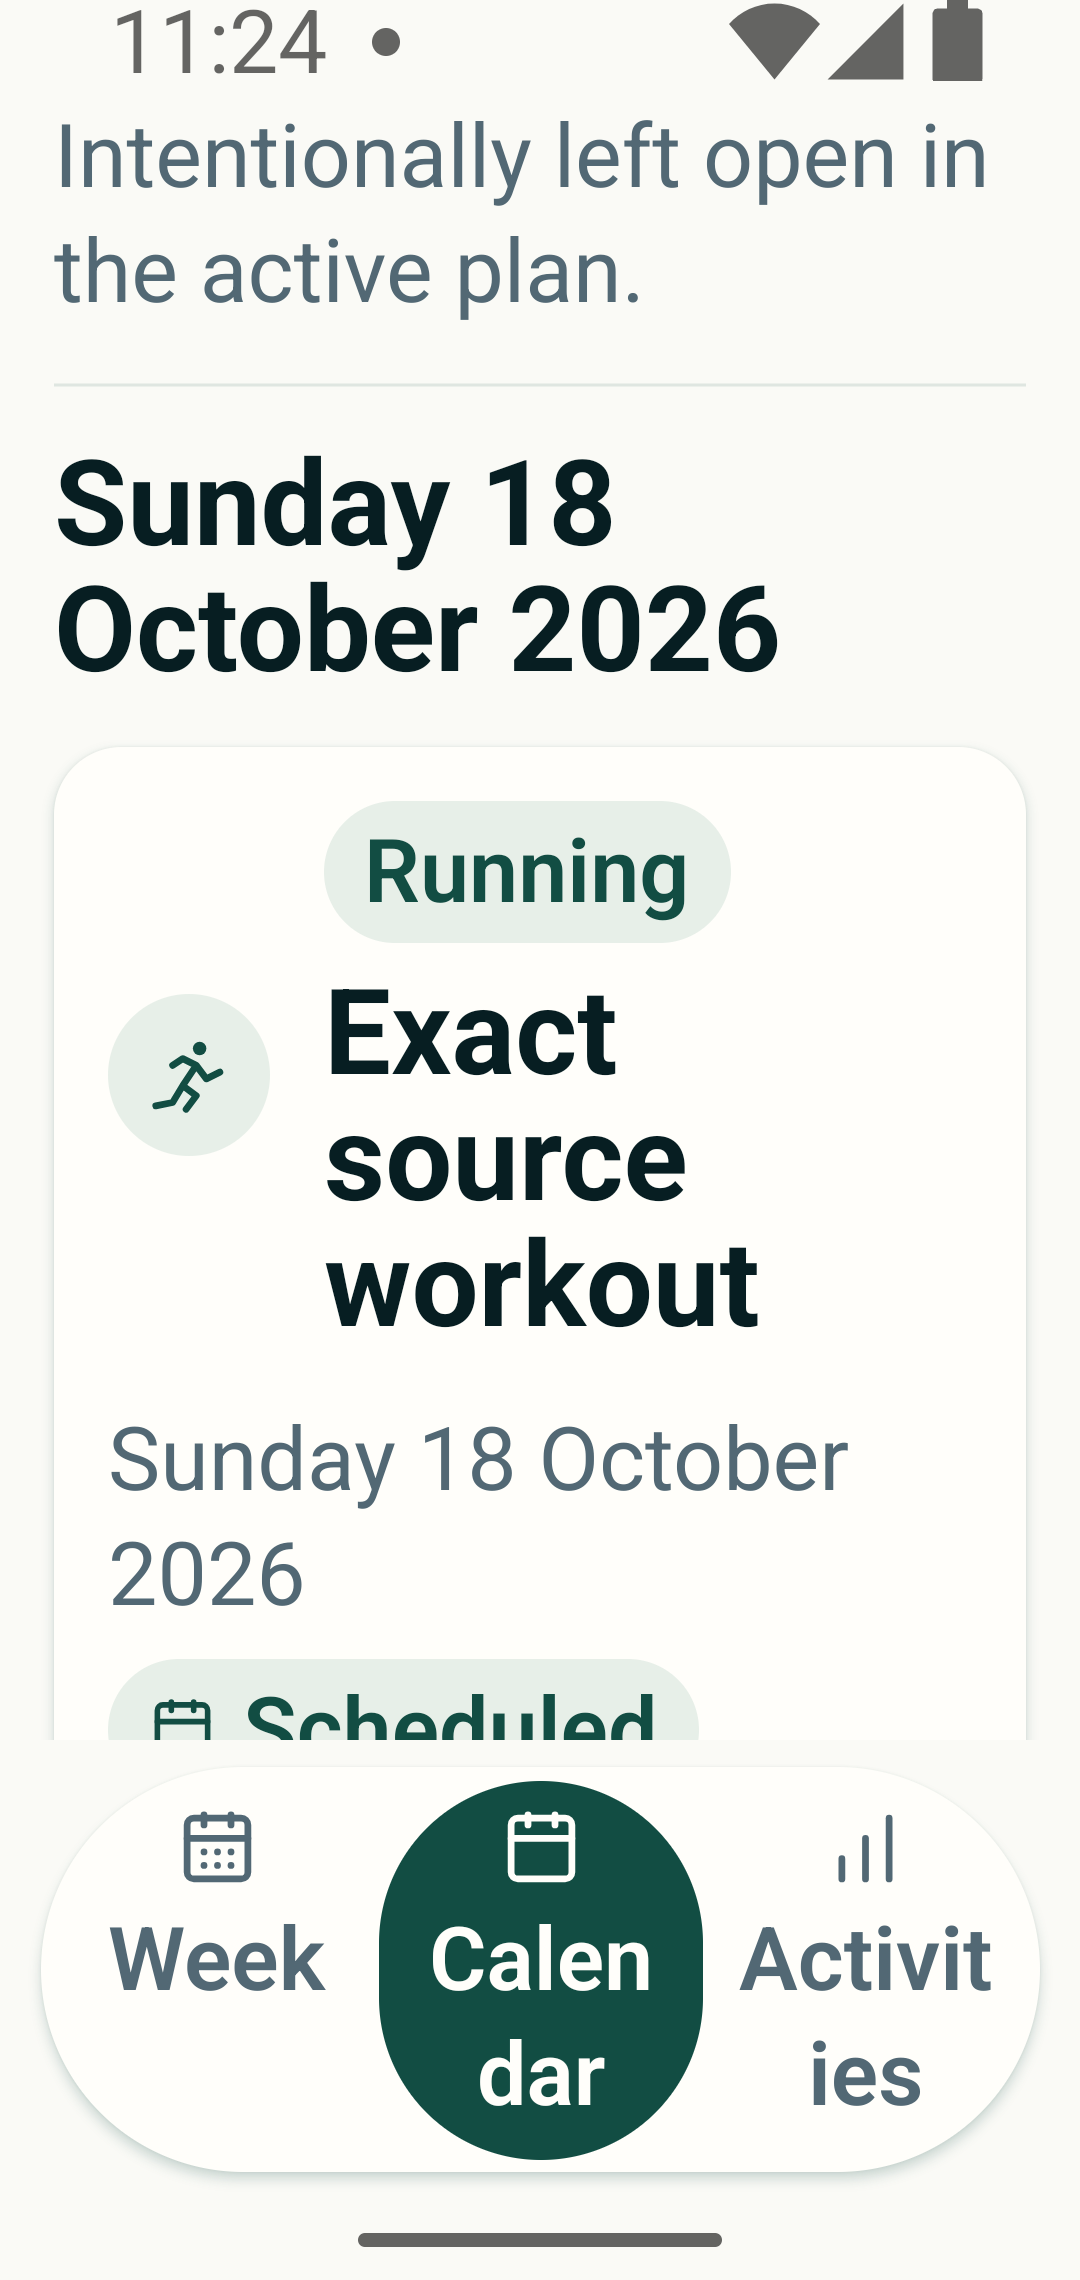 11:24
Intentionally left open in
the active plan.
Sunday 18
October 2026
Running
Exact
source
workout
Sunday 18 October
2026
Scheduled
Week
Calen
dar
Activit
ies